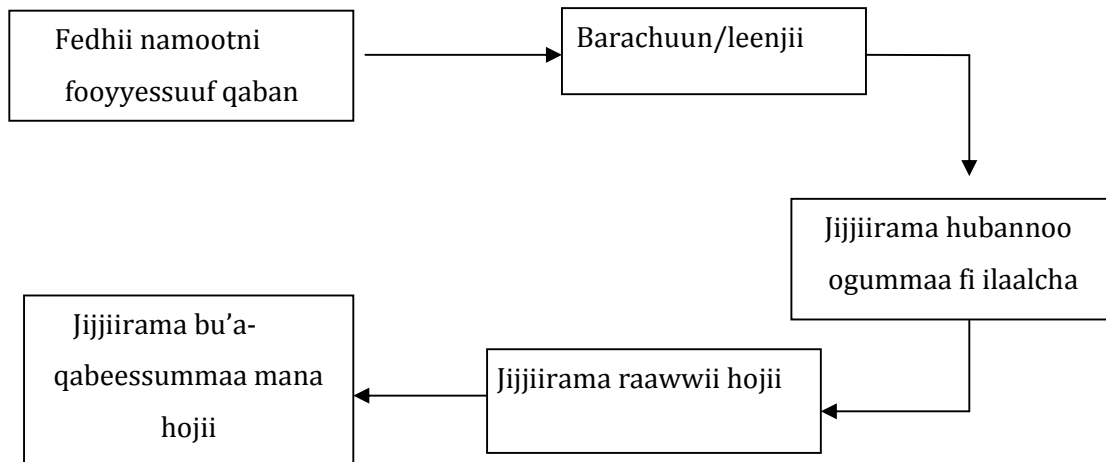 Fedhii namootni
fooyyessuuf qaban
Barachuun/leenjii
Jijjiirama hubannoo
ogummaa fi ilaalcha
Jijjiirama raawwii hojii
Jijjiirama bu’a-
qabeessummaa mana
hojii